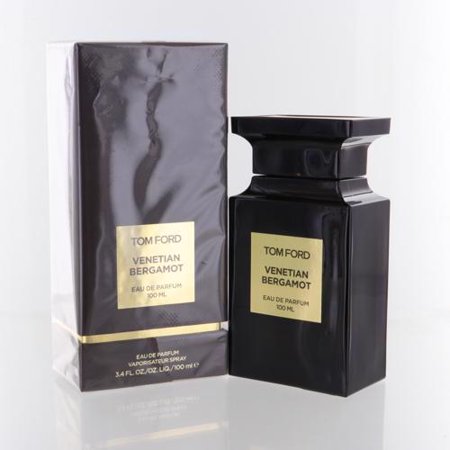 TOM FORD
VENETIAN
BERGAMOT
EAU DE PARFUM
100 ML
EAU DE PARFUM
VAPORISATEUR SPRAY
3.4 FL. OZ./OZ. LIQ./100 ml ℮
TOM FORD
VENETIAN
BERGAMOT
EAU DE PARFUM
100 ML